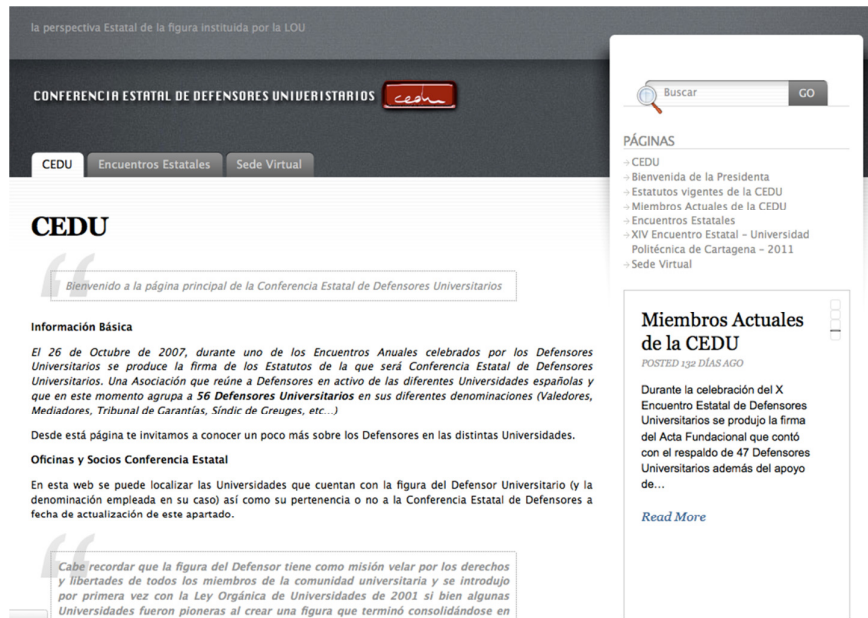 la perspectiva Estatal de la figura instituida por la LOU
CONFERENCIA ESTATAL DE DEFENSORES UNIVERISTARIOS
cedu
CEDU
Encuentros Estatales
Sede Virtual
CEDU
Bienvenido a la página principal de la Conferencia Estatal de Defensores Universitarios
Información Básica
El 26 de Octubre de 2007, durante uno de los Encuentros Anuales celebrados por los Defensores
Universitarios se produce la firma de los Estatutos de la que será Conferencia Estatal de Defensores
Universitarios. Una Asociación que reúne a Defensores en activo de las diferentes Universidades españolas y
que en este momento agrupa a 56 Defensores Universitarios en sus diferentes denominaciones (Valedores,
Mediadores, Tribunal de Garantías, Síndic de Greuges, etc...)
Desde está página te invitamos a conocer un poco más sobre los Defensores en las distintas Universidades.
Oficinas y Socios Conferencia Estatal
En esta web se puede localizar las Universidades que cuentan con la figura del Defensor Universitario (y la
denominación empleada en su caso) así como su pertenencia o no a la Conferencia Estatal de Defensores a
fecha de actualización de este apartado.
Cabe recordar que la figura del Defensor tiene como misión velar por los derechos
y libertades de todos los miembros de la comunidad universitaria y se introdujo
por primera vez con la Ley Orgánica de Universidades de 2001 si bien algunas
Universidades fueron pioneras al crear una figura que terminó consolidándose en
Buscar
GO
PÁGINAS
CEDU
Bienvenida de la Presidenta
Estatutos vigentes de la CEDU
Miembros Actuales de la CEDU
Encuentros Estatales
XIV Encuentro Estatal – Universidad
Politécnica de Cartagena – 2011
Sede Virtual
Miembros Actuales
de la CEDU
POSTED 132 DÍAS AGO
Durante la celebración del X
Encuentro Estatal de Defensores
Universitarios se produjo la firma
del Acta Fundacional que contó
con el respaldo de 47 Defensores
Universitarios además del apoyo
de...
Read More